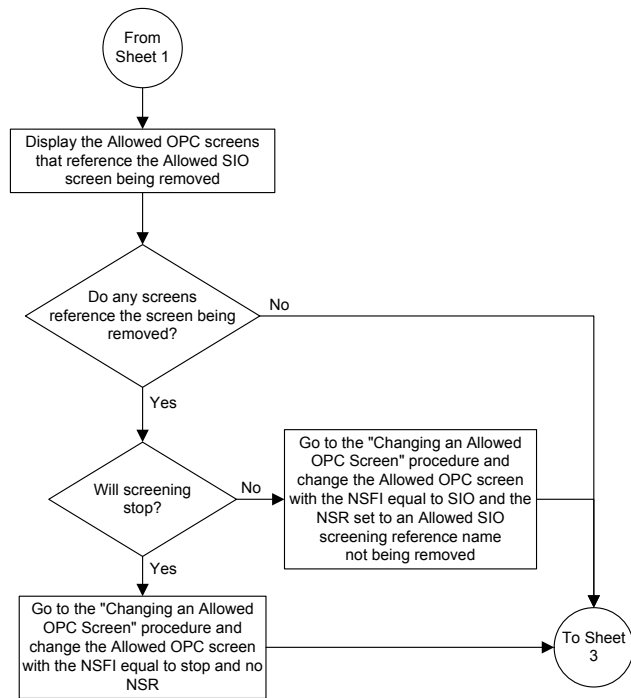 From
Sheet 1
Display the Allowed OPC screens
that reference the Allowed SIO
screen being removed
Do any screens
reference the screen being
removed?
No
Yes
Will screening
stop?
No
Go to the "Changing an Allowed
OPC Screen" procedure and
change the Allowed OPC screen
with the NSFI equal to SIO and the
NSR set to an Allowed SIO
screening reference name
not being removed
Yes
Go to the "Changing an Allowed
OPC Screen" procedure and
change the Allowed OPC screen
with the NSFI equal to stop and no
NSR
To Sheet
3